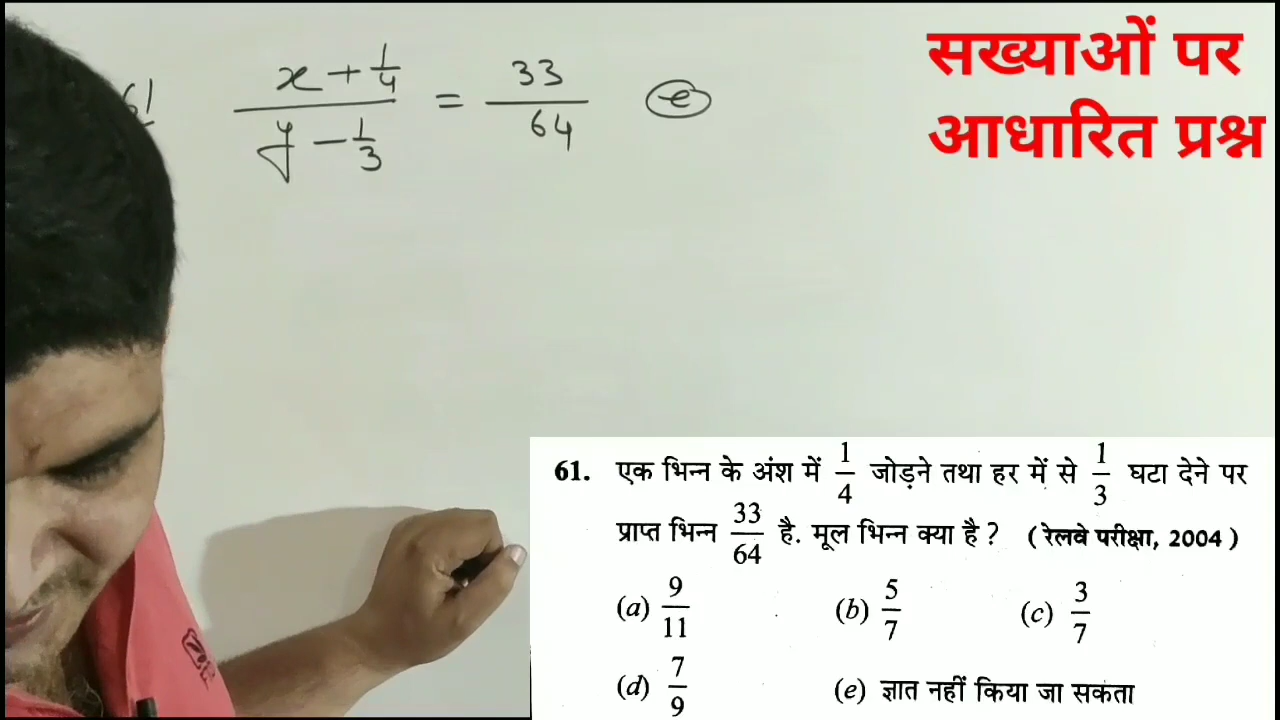 सख्याओं पर
आधारित प्रश्न
61
x + 1/4 / y - 1/3 = 33/64 (e)
61. एक भिन्न के अंश में 1/4 जोड़ने तथा हर में से 1/3 घटा देने पर
प्राप्त भिन्न 33/64 है. मूल भिन्न क्या है ? (रेलवे परीक्षा, 2004)
(a) 9/11 (b) 5/7 (c) 3/7
(d) 7/9 (e) ज्ञात नहीं किया जा सकता